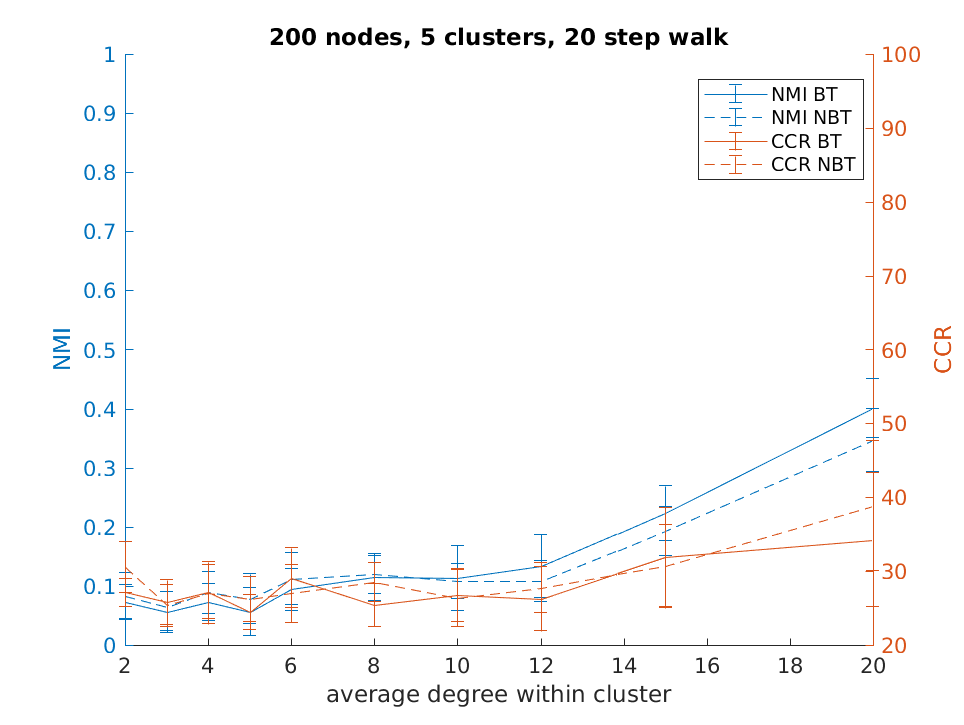 200 nodes, 5 clusters, 20 step walk
1
0.9
0.8
0.7
0.6
0.5
0.4
0.3
0.2
0.1
0
NMI
100
90
80
70
60
50
40
30
20
CCR
NMI BT
NMI NBT
CCR BT
CCR NBT
2 4 6 8 10 12 14 16 18 20
average degree within cluster